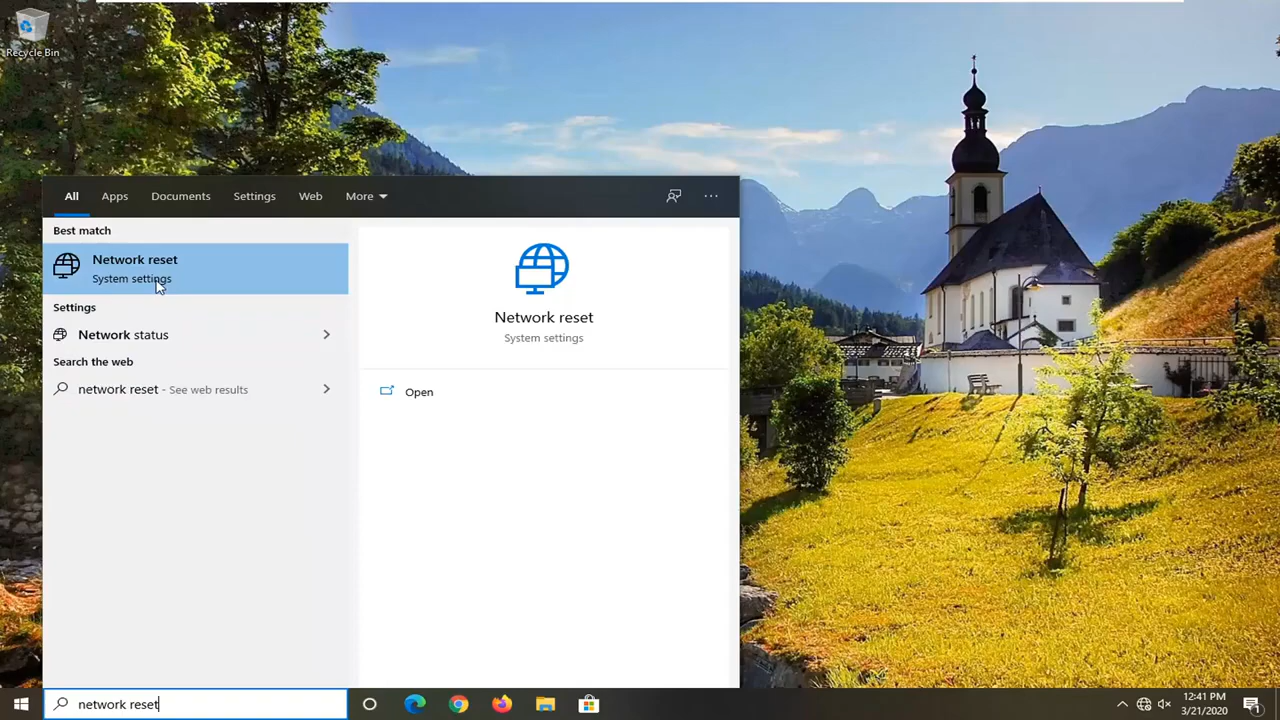 Recycle Bin
All Apps Documents Settings Web More
Best match
Network reset
System settings
Settings
Network status
Search the web
network reset - See web results
Network reset
System settings
Open
network reset
12:41 PM
3/21/2020
1